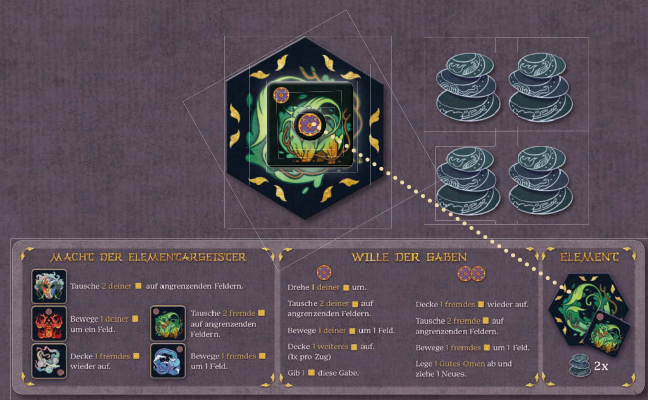 MACHT DER ELEMENTARGEISTER
Tausche 2 deiner auf angrenzenden Feldern.
Bewege 1 deiner
um ein Feld.
Decke 1 fremdes
wieder auf.
Tausche 2 fremde
auf angrenzenden
Feldern.
Bewege 1 fremdes
um 1 Feld.
WILLE DER GABEN
Drehe 1 deiner um.
Tausche 2 deiner auf
angrenzenden Feldern.
Bewege 1 deiner um 1 Feld.
Decke 1 weiteres auf.
(1x pro Zug)
Gib 1 diese Gabe.
Decke 1 fremdes wieder auf.
Tausche 2 fremde auf
angrenzenden Feldern.
Bewege 1 fremdes um 1 Feld.
Lege 1 Gutes Omen ab und
ziehe 1 Neues.
ELEMENT
2x